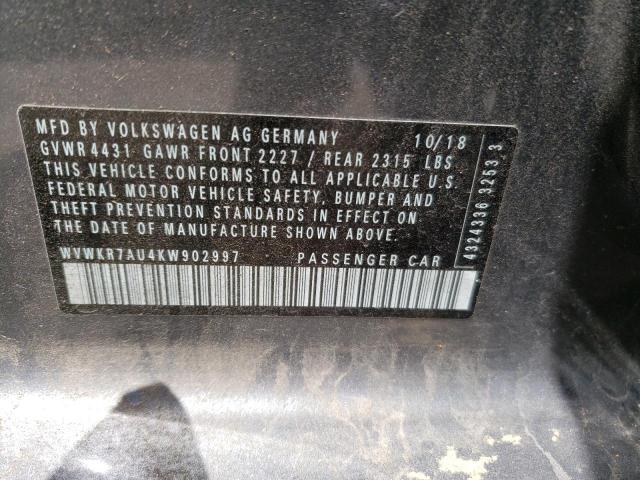 MFD BY VOLKSWAGEN AG GERMANY 10/18
GVWR 4431 GAWR FRONT 2227 / REAR 2315 LBS
THIS VEHICLE CONFORMS TO ALL APPLICABLE U.S.
FEDERAL MOTOR VEHICLE SAFETY, BUMPER AND
THEFT PREVENTION STANDARDS IN EFFECT ON
THE DATE OF MANUFACTURE SHOWN ABOVE
WVWKR7AU4KW902997 PASSENGER CAR
4324336 3253 3